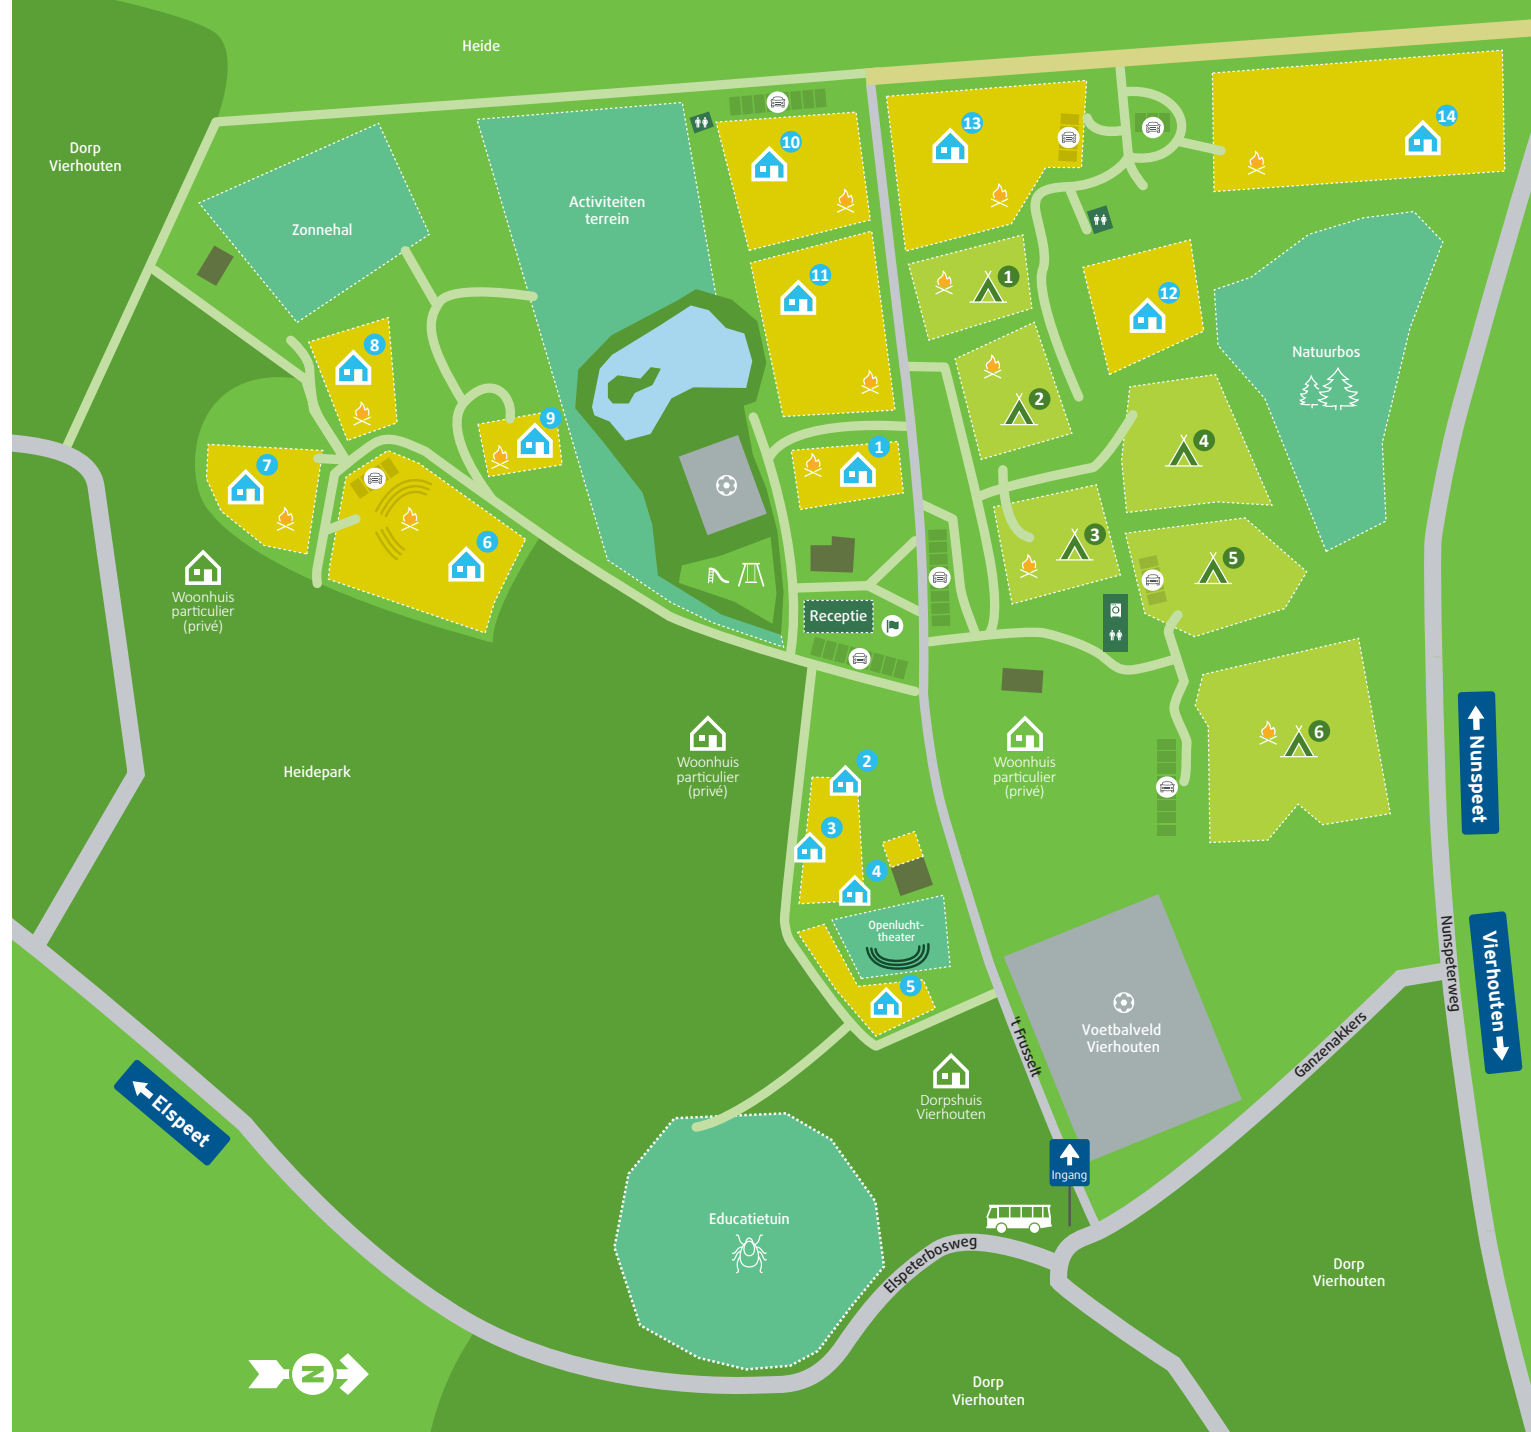 Heide
Dorp
Vierhouten
Zonnehal
Activiteiten
terrein
10
13
14
11
1
12
8
9
2
Natuurbos
7
6
1
4
3
5
Woonhuis
particulier
(privé)
Receptie
Heidepark
Woonhuis
particulier
(privé)
Woonhuis
particulier
(privé)
6
Nunspeet
2
3
4
Openlucht-
theater
5
Nunspeterweg
Vierhouten
't Frusselt
Voetbalveld
Vierhouten
Ganzenakkers
Elspeet
Dorpshuis
Vierhouten
Ingang
Educatietuin
Elspeterbosweg
Dorp
Vierhouten
N
Dorp
Vierhouten